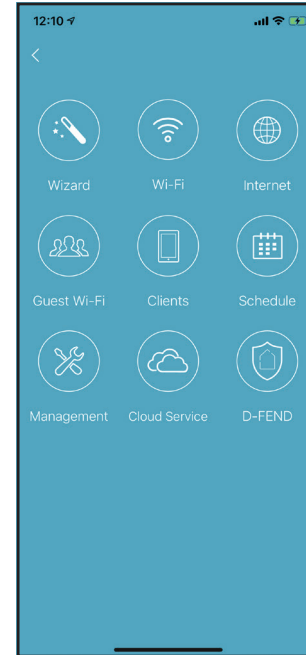 12:10
Wizard Wi-Fi Internet
Guest Wi-Fi Clients Schedule
Management Cloud Service D-FEND